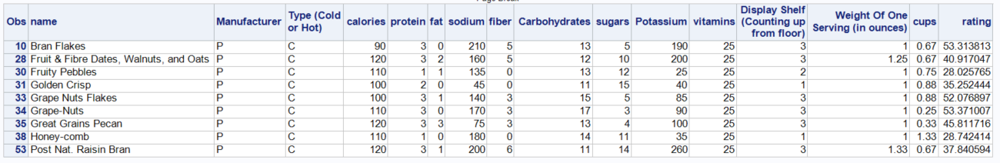 Page Break
Obs name Manufacturer Type (Cold or Hot) calories protein fat sodium fiber Carbohydrates sugars Potassium vitamins Display Shelf (Counting up from floor) Weight Of One Serving (in ounces) cups rating
10 Bran Flakes P C 90 3 0 210 5 13 5 190 25 3 1 0.67 53.313813
28 Fruit & Fibre Dates, Walnuts, and Oats P C 120 3 2 160 5 12 10 200 25 3 1.25 0.67 40.917047
30 Fruity Pebbles P C 110 1 1 135 0 13 12 25 25 2 1 0.75 28.025765
31 Golden Crisp P C 100 2 0 45 0 11 15 40 25 1 1 0.88 35.252444
33 Grape Nuts Flakes P C 100 3 1 140 3 15 5 85 25 3 1 0.88 52.076897
34 Grape-Nuts P C 110 3 0 170 3 17 3 90 25 3 1 0.25 53.371007
35 Great Grains Pecan P C 120 3 3 75 3 13 4 100 25 3 1 0.33 45.811716
38 Honey-comb P C 110 1 0 180 0 14 11 35 25 1 1 1.33 28.742414
53 Post Nat. Raisin Bran P C 120 3 1 200 6 11 14 260 25 3 1.33 0.67 37.840594